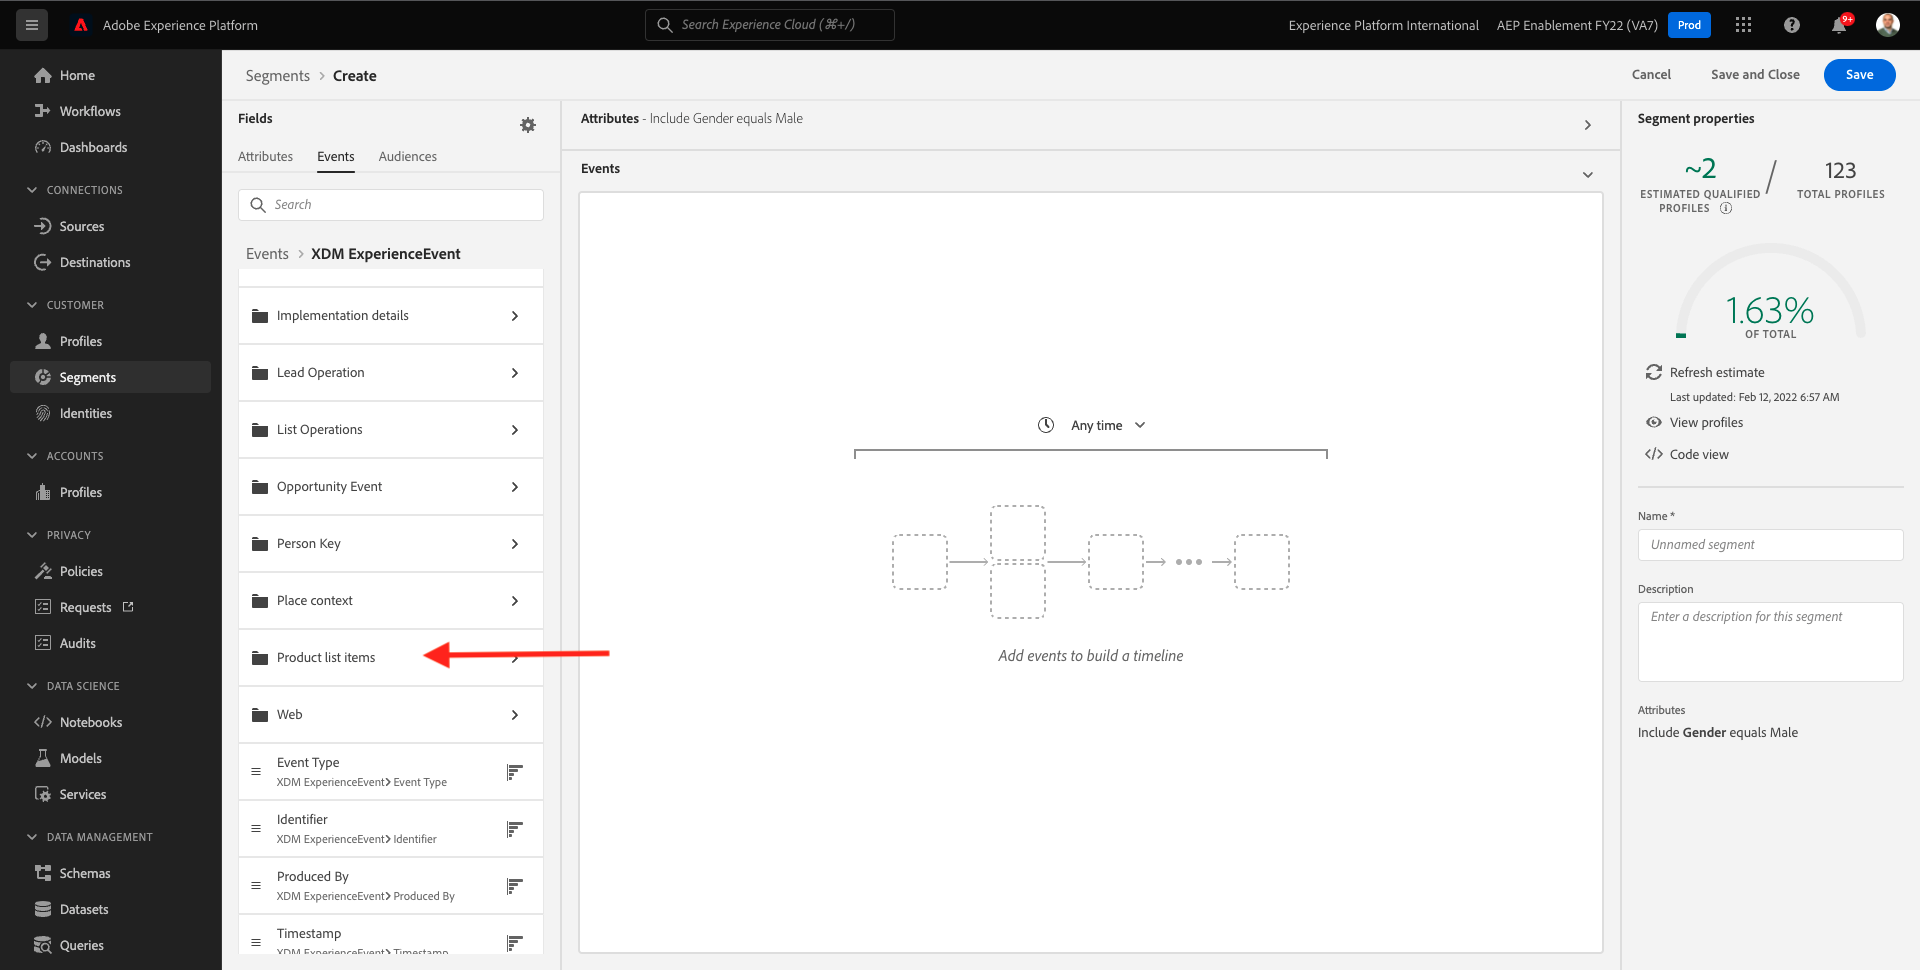 Adobe Experience Platform
Search Experience Cloud (⌘+/)
Experience Platform International
AEP Enablement FY22 (VA7)
Prod
9+
Home
Workflows
Dashboards
CONNECTIONS
Sources
Destinations
CUSTOMER
Profiles
Segments
Identities
ACCOUNTS
Profiles
PRIVACY
Policies
Requests
Audits
DATA SCIENCE
Notebooks
Models
Services
DATA MANAGEMENT
Schemas
Datasets
Queries
Segments > Create
Cancel
Save and Close
Save
Fields
Attributes
Events
Audiences
Search
Events > XDM ExperienceEvent
Implementation details
Lead Operation
List Operations
Opportunity Event
Person Key
Place context
Product list items
Web
Event Type
XDM ExperienceEvent>Event Type
Identifier
XDM ExperienceEvent>Identifier
Produced By
XDM ExperienceEvent>Produced By
Timestamp
XDM ExperienceEvent>Timestamp
Attributes - Include Gender equals Male
Events
Any time
Add events to build a timeline
Segment properties
~2
ESTIMATED QUALIFIED
PROFILES
/
123
TOTAL PROFILES
1.63%
OF TOTAL
Refresh estimate
Last updated: Feb 12, 2022 6:57 AM
View profiles
Code view
Name *
Unnamed segment
Description
Enter a description for this segment
Attributes
Include Gender equals Male